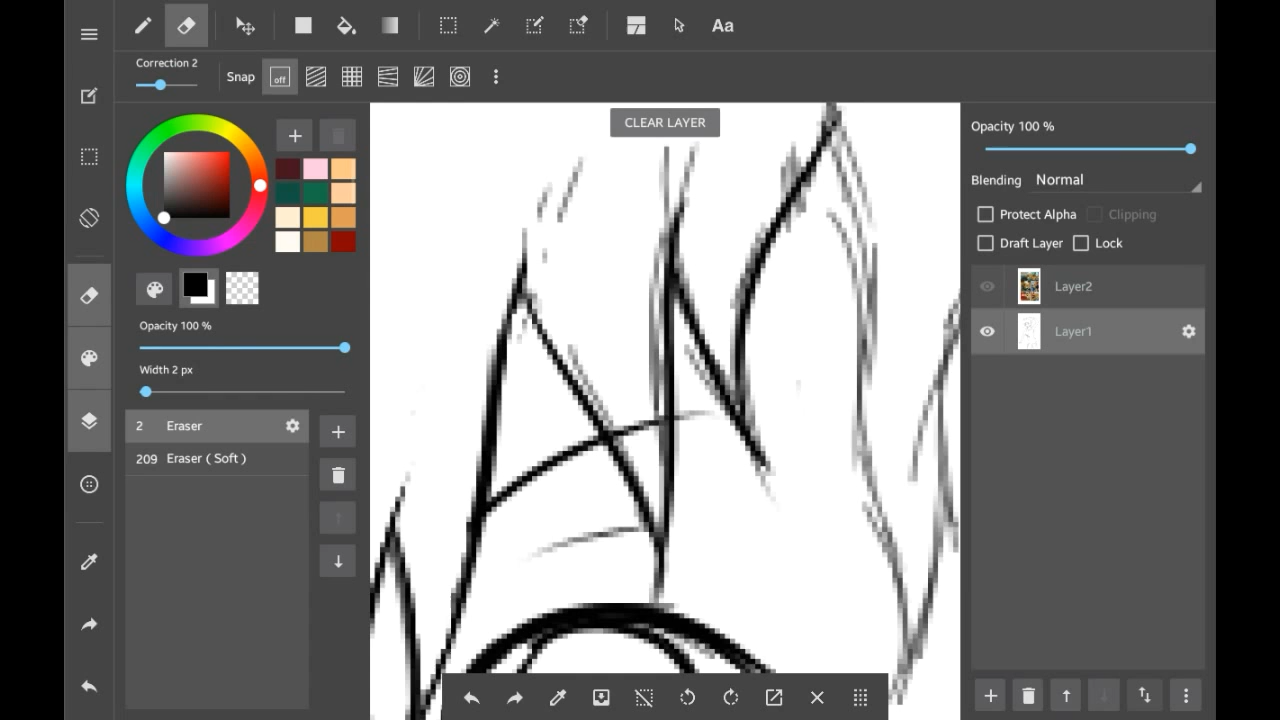 Aa
Correction 2
Snap
off
CLEAR LAYER
Opacity 100 %
Width 2 px
2 Eraser
209 Eraser ( Soft )
Opacity 100 %
Blending Normal
Protect Alpha Clipping
Draft Layer Lock
Layer2
Layer1